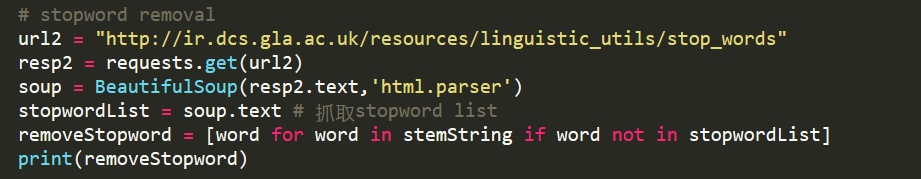 # stopword removal
url2 = "http://ir.dcs.gla.ac.uk/resources/linguistic_utils/stop_words"
resp2 = requests.get(url2)
soup = BeautifulSoup(resp2.text,'html.parser')
stopwordList = soup.text # 抓取stopword list
removeStopword = [word for word in stemString if word not in stopwordList]
print(removeStopword)